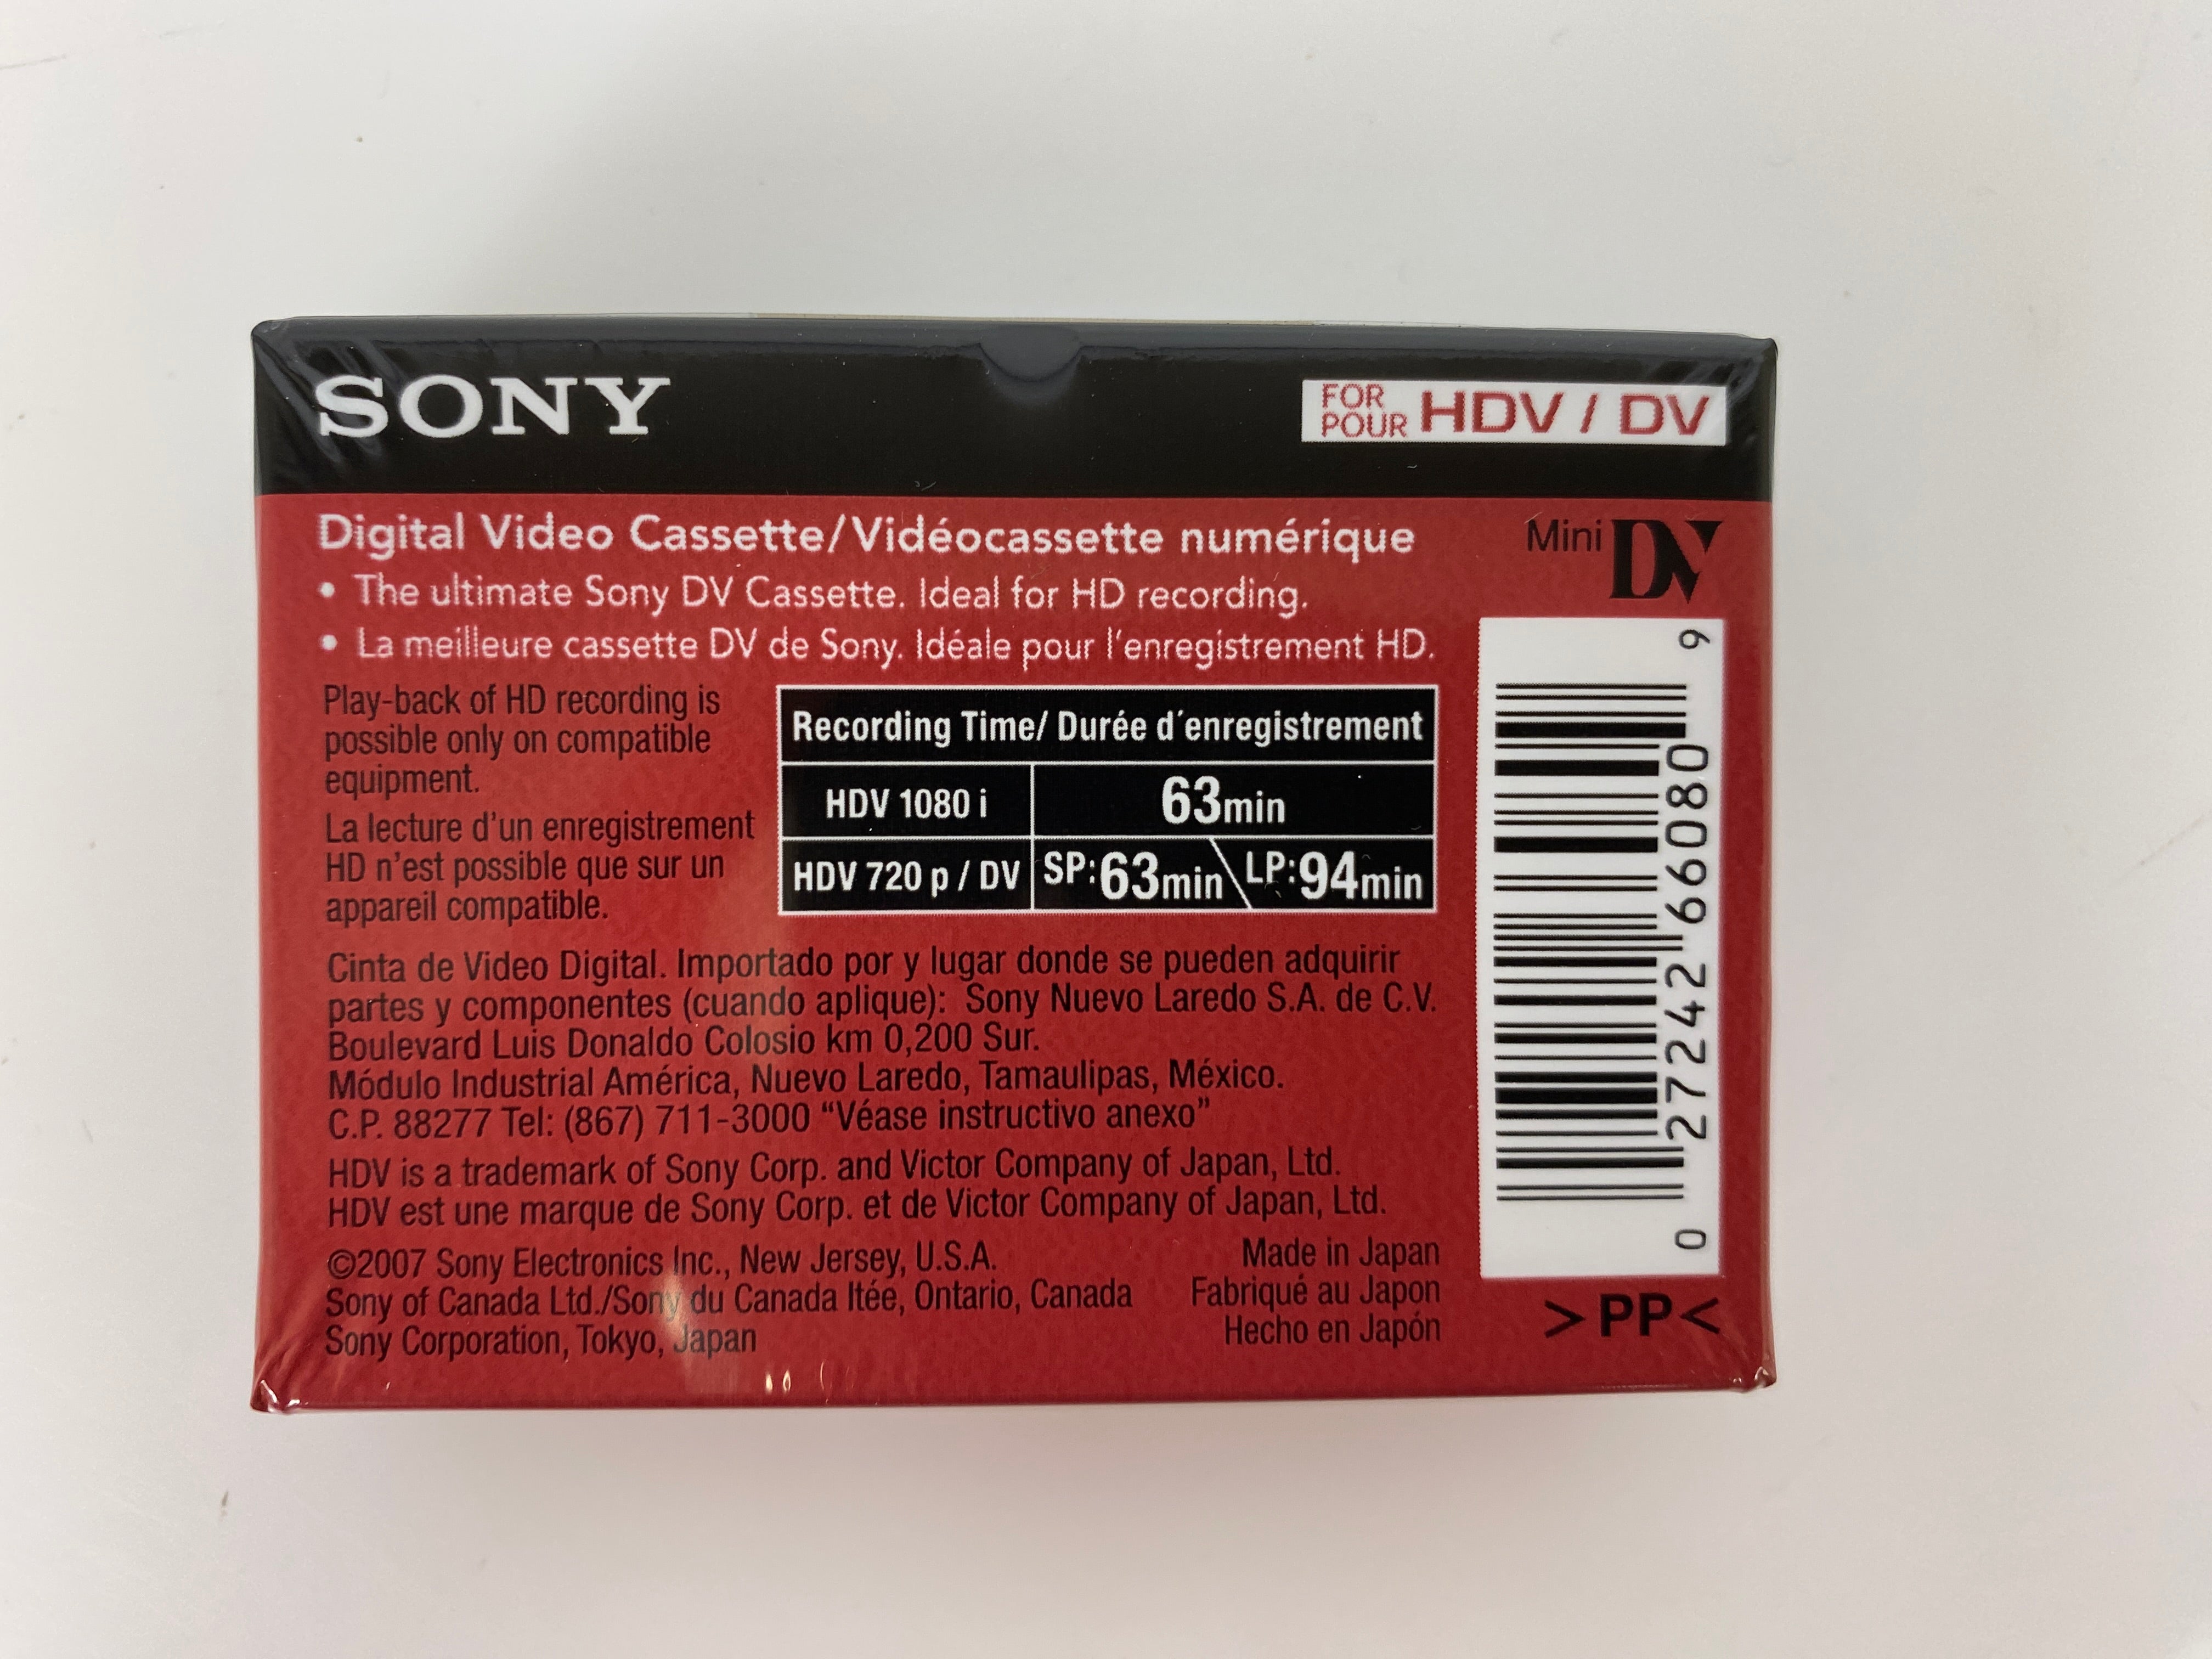 SONY
FOR
POUR
HDV / DV
Digital Video Cassette/Vidéocassette numérique
Mini DV
• The ultimate Sony DV Cassette. Ideal for HD recording.
• La meilleure cassette DV de Sony. Idéale pour l'enregistrement HD.
Play-back of HD recording is
possible only on compatible
equipment.
La lecture d'un enregistrement
HD n'est possible que sur un
appareil compatible.
Recording Time/ Durée d´enregistrement
HDV 1080 i 63min
HDV 720 p / DV SP:63min LP:94min
Cinta de Video Digital. Importado por y lugar donde se pueden adquirir
partes y componentes (cuando aplique): Sony Nuevo Laredo S.A. de C.V.
Boulevard Luis Donaldo Colosio km 0,200 Sur.
Módulo Industrial América, Nuevo Laredo, Tamaulipas, México.
C.P. 88277 Tel: (867) 711-3000 “Véase instructivo anexo”
HDV is a trademark of Sony Corp. and Victor Company of Japan, Ltd.
HDV est une marque de Sony Corp. et de Victor Company of Japan, Ltd.
©2007 Sony Electronics Inc., New Jersey, U.S.A.
Sony of Canada Ltd./Sony du Canada ltée, Ontario, Canada
Sony Corporation, Tokyo, Japan
Made in Japan
Fabriqué au Japon
Hecho en Japón
0 27242 66080 9
>PP<